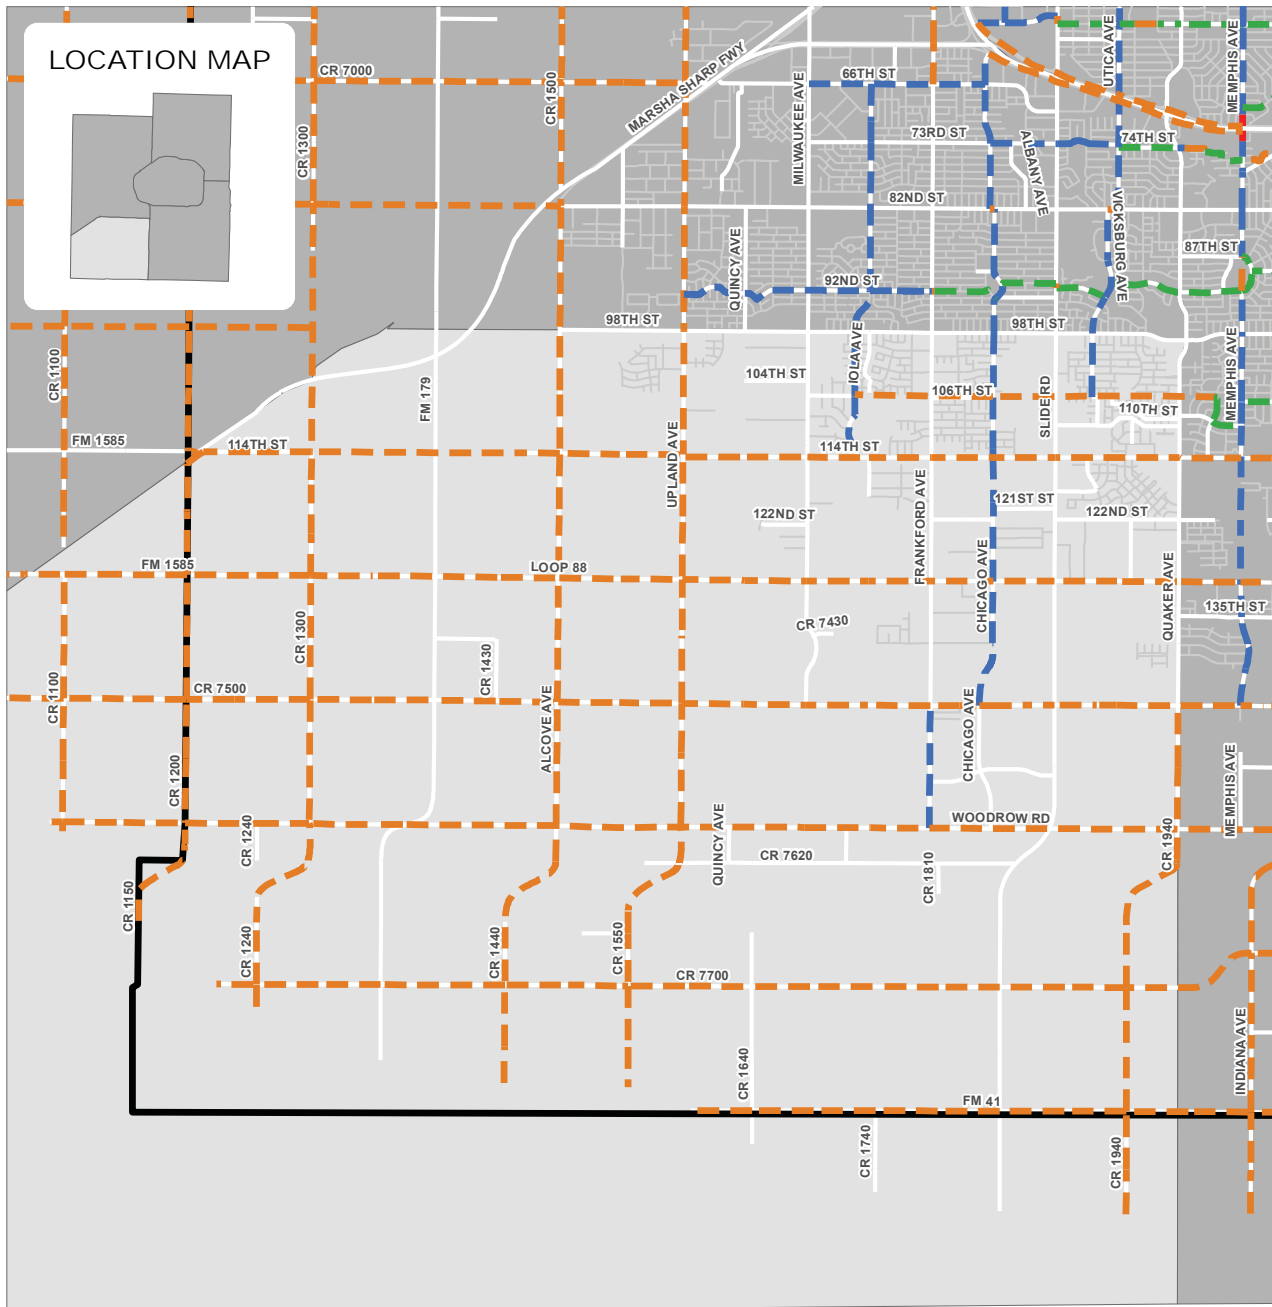 LOCATION MAP
CR 7000
CR 1300
CR 1500
MARSHA SHARP FWY
MILWAUKEE AVE
66TH ST
UTICA AVE
MEMPHIS AVE
73RD ST
ALBANY AVE
74TH ST
82ND ST
VICKSBURG AVE
QUINCY AVE
87TH ST
92ND ST
98TH ST
98TH ST
CR 1100
FM 179
104TH ST
IOLA AVE
106TH ST
SLIDE RD
110TH ST
MEMPHIS AVE
FM 1585
114TH ST
UPLAND AVE
114TH ST
122ND ST
FRANKFORD AVE
121ST ST
122ND ST
FM 1585
LOOP 88
CHICAGO AVE
QUAKER AVE
CR 1300
CR 7430
135TH ST
CR 1100
CR 7500
CR 1430
ALCOVE AVE
CHICAGO AVE
CR 1200
CR 1240
QUINCY AVE
WOODROW RD
MEMPHIS AVE
CR 7620
CR 1810
CR 1940
CR 1150
CR 1240
CR 1440
CR 1550
CR 7700
CR 1640
INDIANA AVE
FM 41
CR 1740
CR 1940